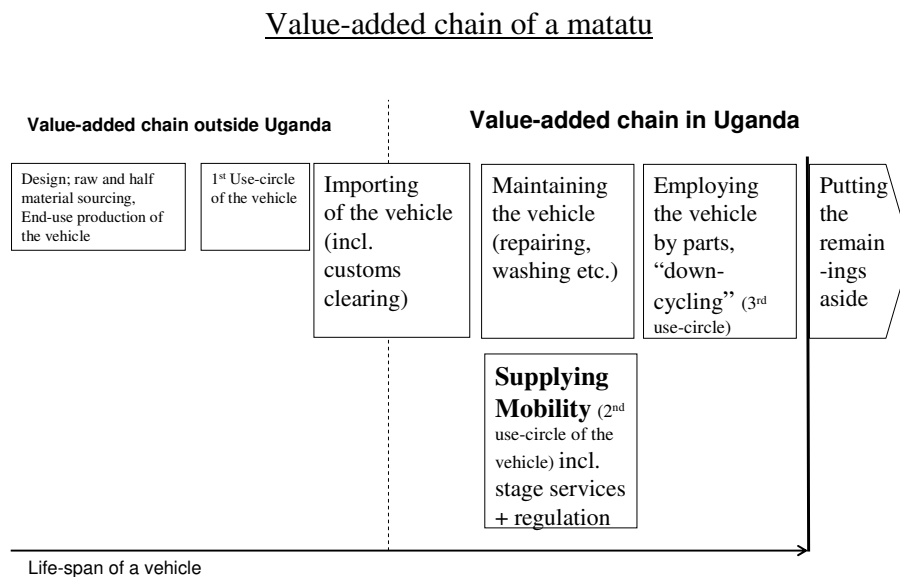 Value-added chain of a matatu
Value-added chain outside Uganda
Value-added chain in Uganda
Design; raw and half
material sourcing,
End-use production of
the vehicle
1st Use-circle
of the vehicle
Importing
of the vehicle
(incl.
customs
clearing)
Maintaining
the vehicle
(repairing,
washing etc.)
Employing
the vehicle
by parts,
“down-
cycling” (3rd
use-circle)
Putting
the
remain
-ings
aside
Supplying
Mobility (2nd
use-circle of the
vehicle) incl.
stage services
+ regulation
Life-span of a vehicle